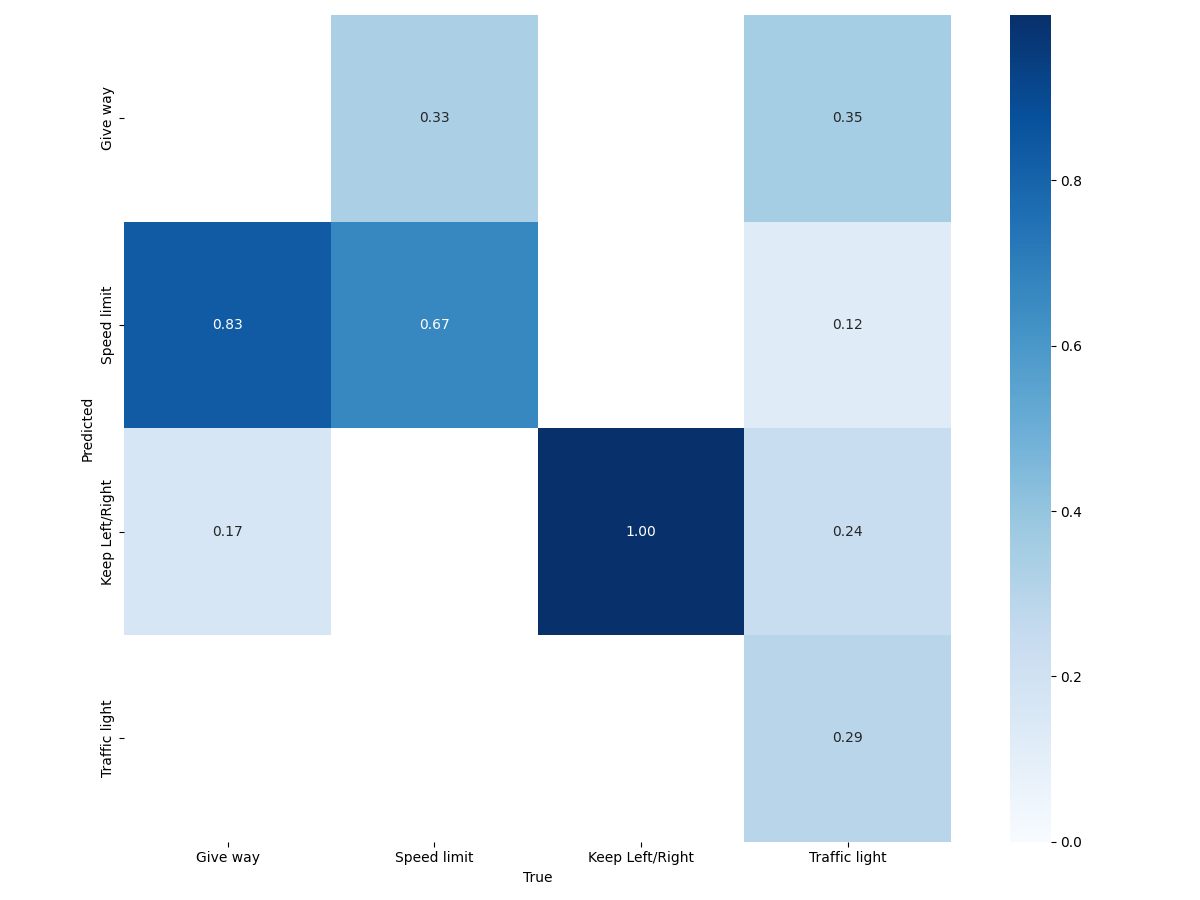 Give way
0.33
0.35
Speed limit
0.83
0.67
0.12
Predicted
Keep Left/Right
0.17
1.00
0.24
Traffic light
0.29
Give way
Speed limit
Keep Left/Right
Traffic light
True
0.8
0.6
0.4
0.2
0.0